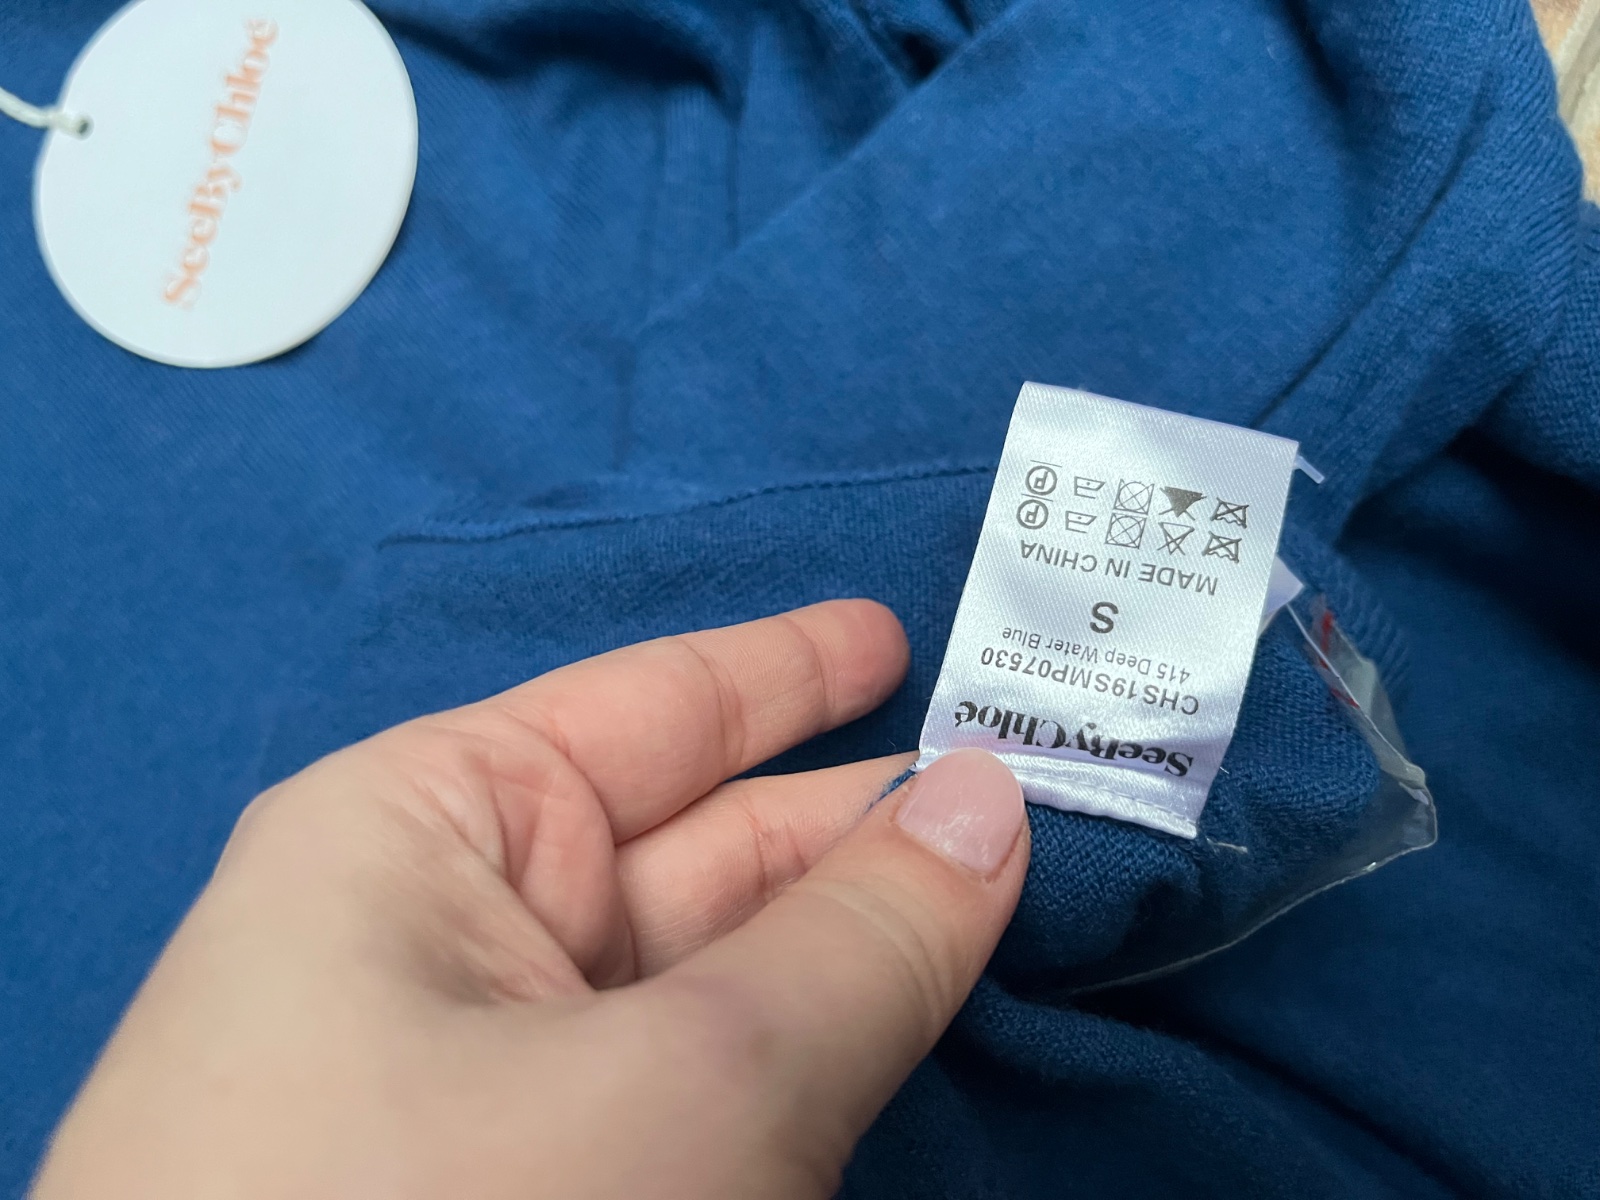 SeeByChloé
SeeByChloé
CHS19SMP07530
415 Deep Water Blue
S
MADE IN CHINA
P
P